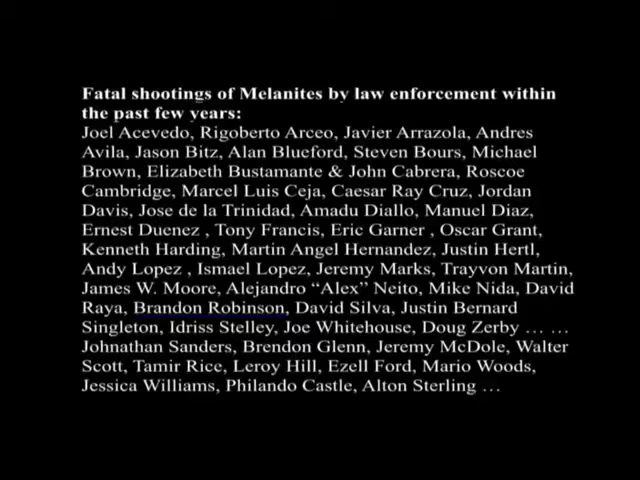 Fatal shootings of Melanites by law enforcement within
the past few years:
Joel Acevedo, Rigoberto Arceo, Javier Arrazola, Andres
Avila, Jason Bitz, Alan Blueford, Steven Bours, Michael
Brown, Elizabeth Bustamante & John Cabrera, Roscoe
Cambridge, Marcel Luis Ceja, Caesar Ray Cruz, Jordan
Davis, Jose de la Trinidad, Amadu Diallo, Manuel Diaz,
Ernest Duenez , Tony Francis, Eric Garner , Oscar Grant,
Kenneth Harding, Martin Angel Hernandez, Justin Hertl,
Andy Lopez , Ismael Lopez, Jeremy Marks, Trayvon Martin,
James W. Moore, Alejandro “Alex” Neito, Mike Nida, David
Raya, Brandon Robinson, David Silva, Justin Bernard
Singleton, Idriss Stelley, Joe Whitehouse, Doug Zerby … …
Johnathan Sanders, Brendon Glenn, Jeremy McDole, Walter
Scott, Tamir Rice, Leroy Hill, Ezell Ford, Mario Woods,
Jessica Williams, Philando Castle, Alton Sterling …